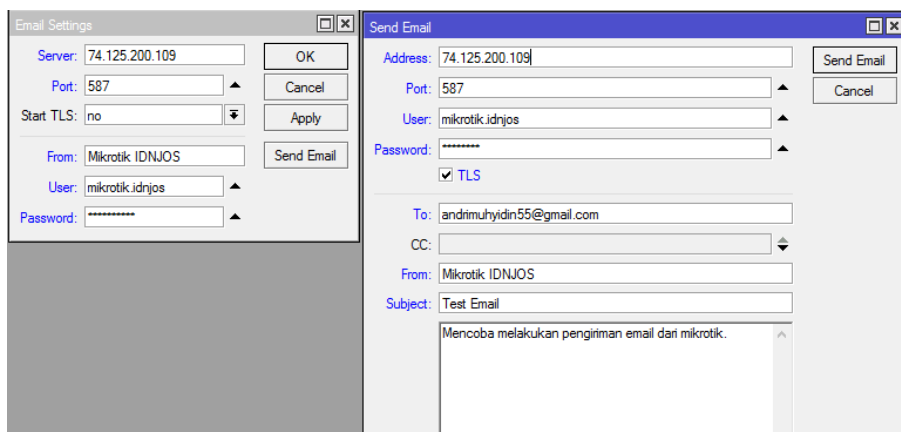 Email Settings
Server: 74.125.200.109
OK
Port: 587
Cancel
Start TLS: no
Apply
From: Mikrotik IDNJOS
Send Email
User: mikrotik.idnjos
Password: **********
Send Email
Address: 74.125.200.109
Send Email
Port: 587
Cancel
User: mikrotik.idnjos
Password: ********
TLS
To: andrimuhyidin55@gmail.com
CC:
From: Mikrotik IDNJOS
Subject: Test Email
Mencoba melakukan pengiriman email dari mikrotik.